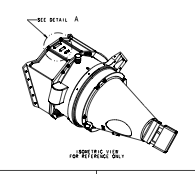 SEE DETAIL A
ISOMETRIC VIEW
FOR REFERENCE ONLY